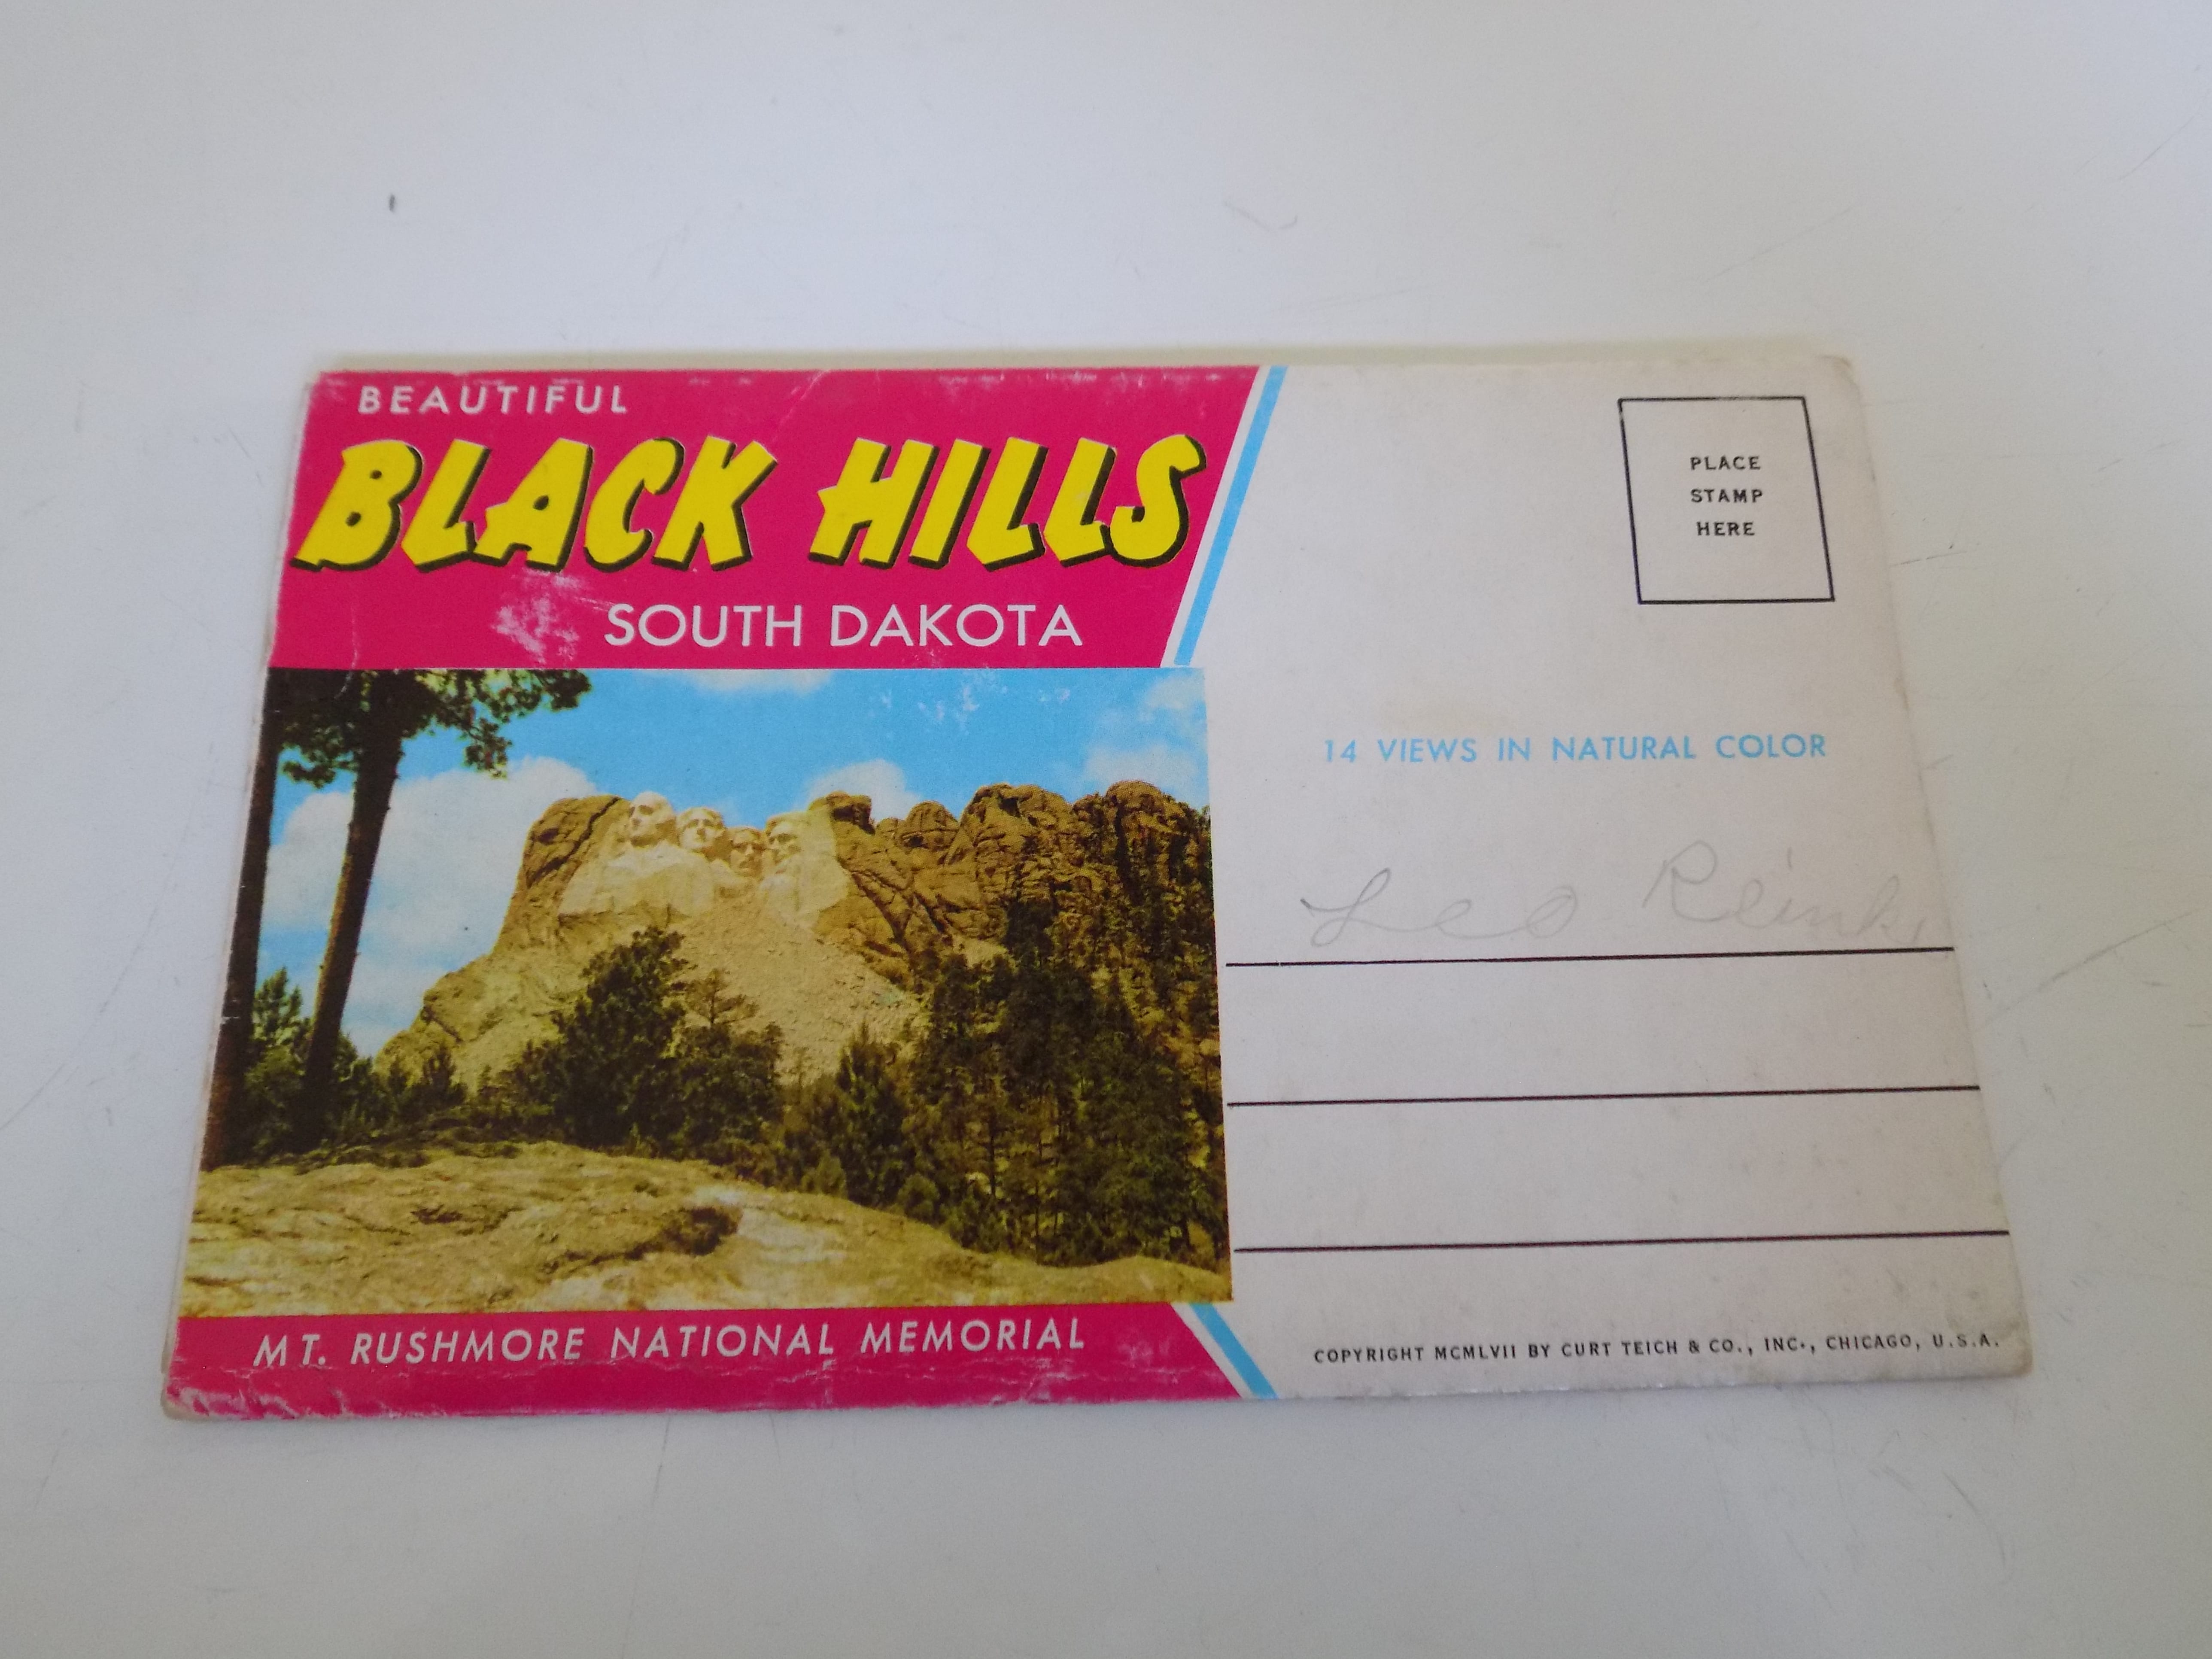 BEAUTIFUL
BLACK HILLS
SOUTH DAKOTA
MT. RUSHMORE NATIONAL MEMORIAL
PLACE
STAMP
HERE
14 VIEWS IN NATURAL COLOR
Leo
COPYRIGHT MCMLVII BY CURT TEICH & CO., INC., CHICAGO, U.S.A.